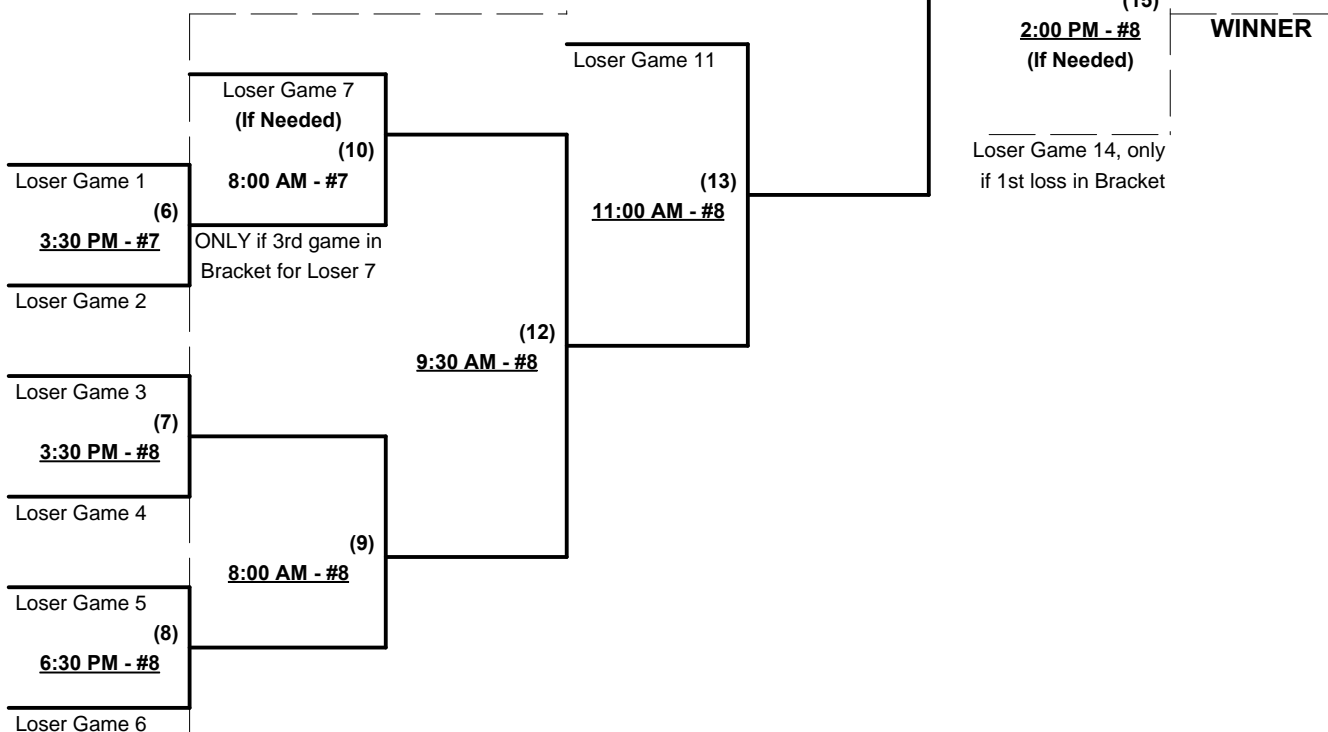 (15)
2:00 PM - #8
(If Needed)
WINNER
Loser Game 11
Loser Game 7
(If Needed)
(10)
8:00 AM - #7
Loser Game 14, only
if 1st loss in Bracket
Loser Game 1
(6)
3:30 PM - #7
ONLY if 3rd game in
Bracket for Loser 7
Loser Game 2
(13)
11:00 AM - #8
(12)
9:30 AM - #8
Loser Game 3
(7)
3:30 PM - #8
Loser Game 4
(9)
8:00 AM - #8
Loser Game 5
(8)
6:30 PM - #8
Loser Game 6